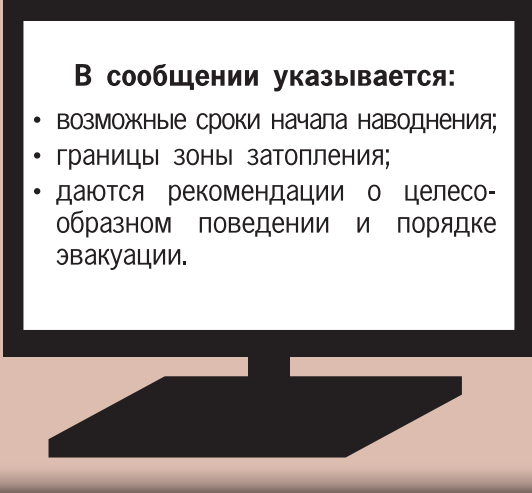 В сообщении указывается:
• возможные сроки начала наводнения;
• границы зоны затопления;
• даются рекомендации о целесо-
образном поведении и порядке
эвакуации.